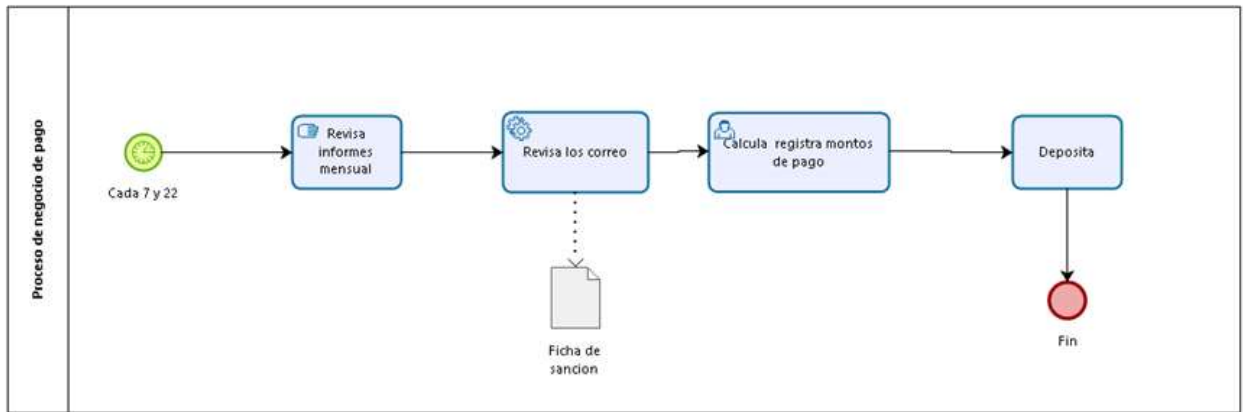 Proceso de negocio de pago
Cada 7 y 22
Revisa
informes
mensual
Revisa los correo
Calcula registra montos
de pago
Deposita
Ficha de
sancion
Fin